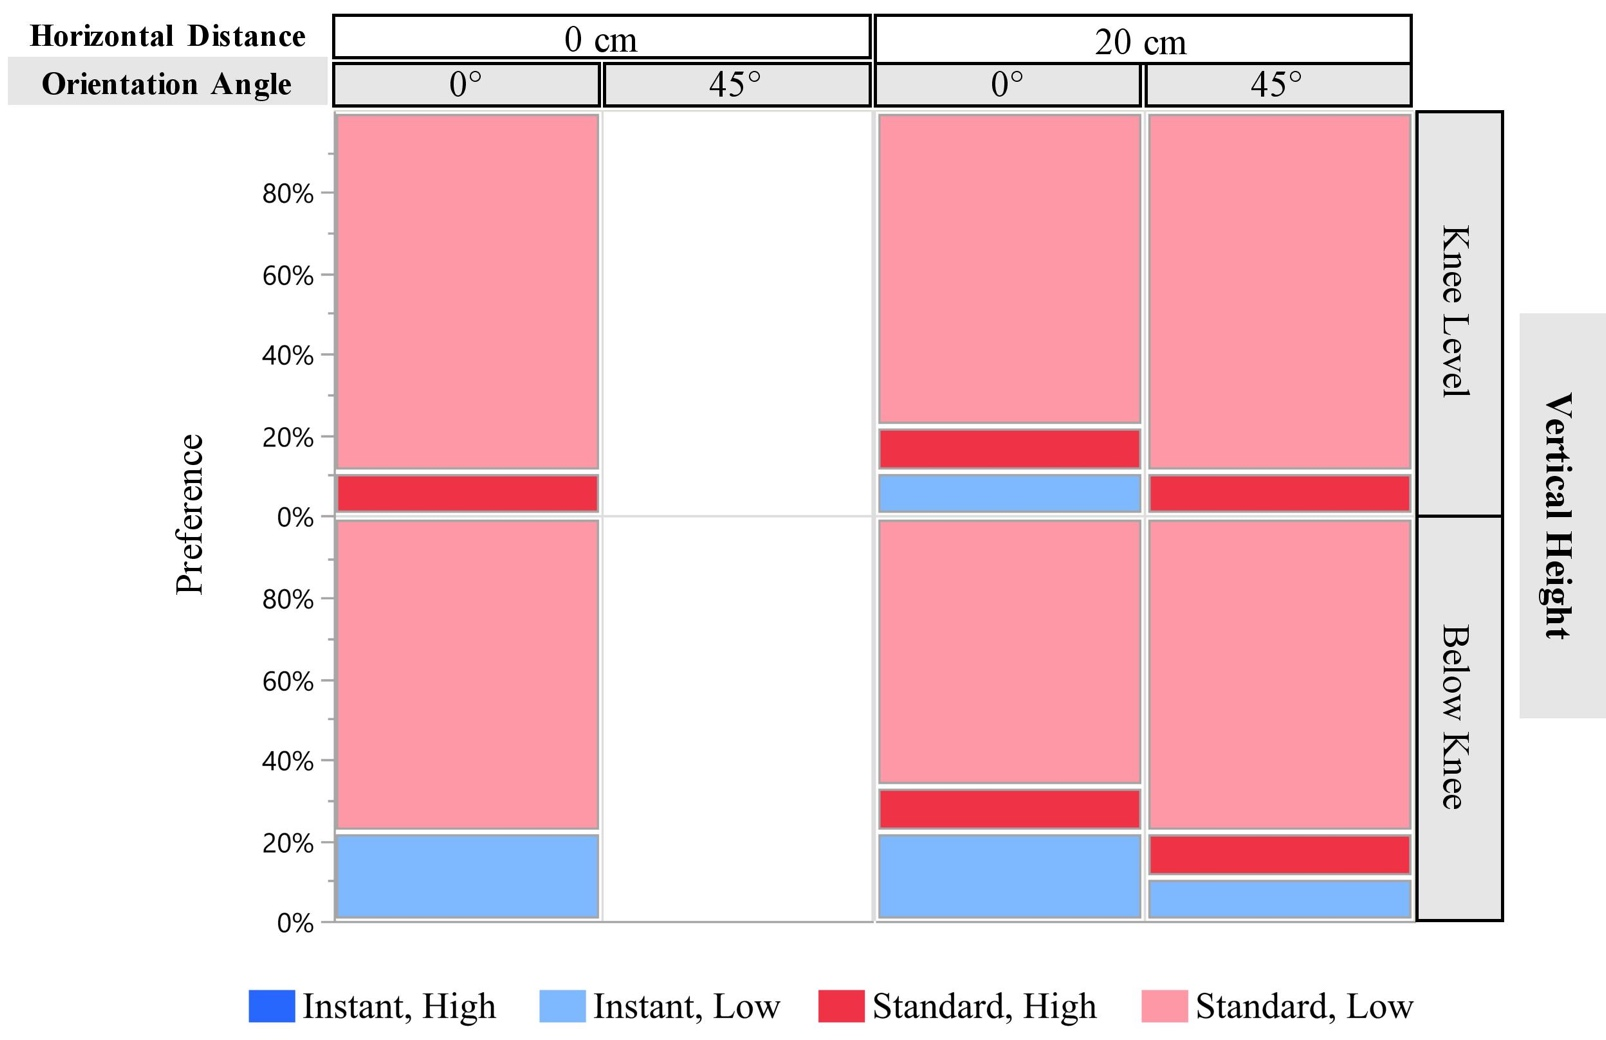 Horizontal Distance
0 cm
20 cm
Orientation Angle
0°
45°
0°
45°
80%
60%
40%
20%
0%
80%
60%
40%
20%
0%
Preference
Knee Level
Below Knee
Vertical Height
Instant, High
Instant, Low
Standard, High
Standard, Low